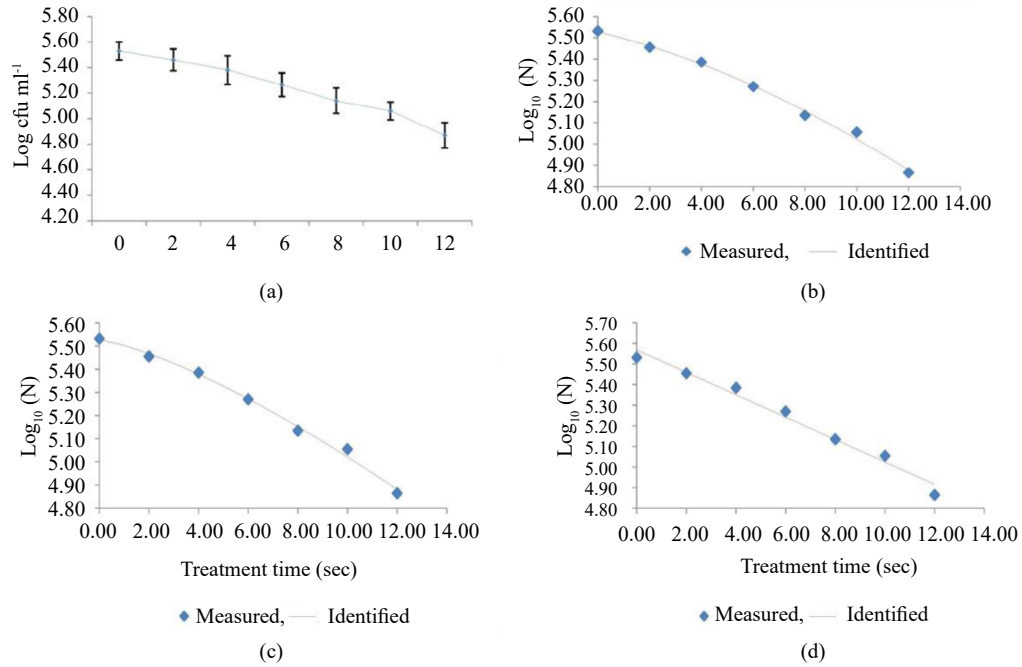 5.80
5.60
5.40
5.20
5.00
4.80
4.60
4.40
4.20
Log cfu ml⁻¹
0 2 4 6 8 10 12
(a)
5.60
5.50
5.40
5.30
5.20
5.10
5.00
4.90
4.80
Log₁₀ (N)
0.00 2.00 4.00 6.00 8.00 10.00 12.00 14.00
Measured, Identified
(b)
5.60
5.50
5.40
5.30
5.20
5.10
5.00
4.90
4.80
Log₁₀ (N)
0.00 2.00 4.00 6.00 8.00 10.00 12.00 14.00
Treatment time (sec)
Measured, Identified
(c)
5.70
5.60
5.50
5.40
5.30
5.20
5.10
5.00
4.90
4.80
Log₁₀ (N)
0.00 2.00 4.00 6.00 8.00 10.00 12.00 14.00
Treatment time (sec)
Measured, Identified
(d)